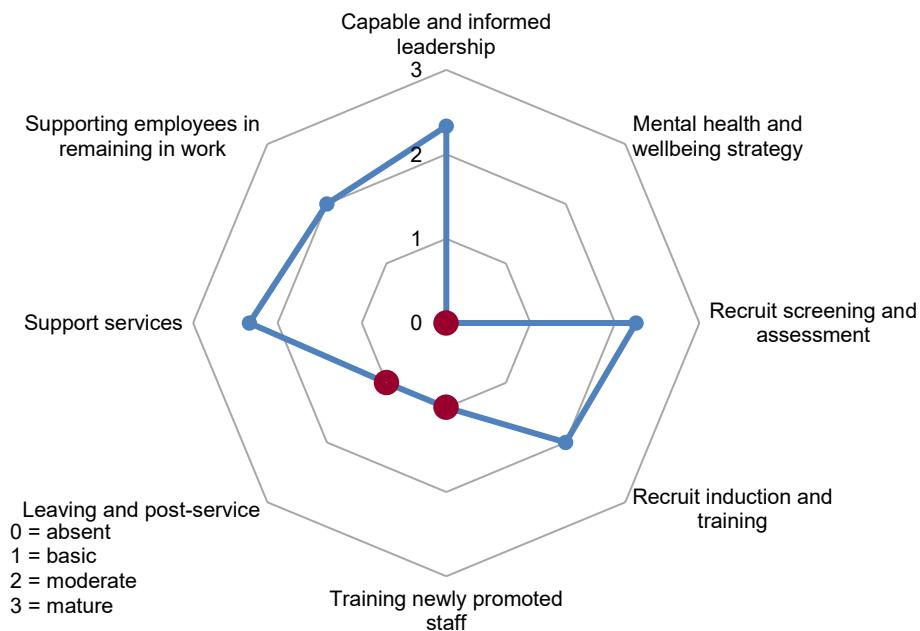 Capable and informed
leadership
3
Supporting employees in
remaining in work
Mental health and
wellbeing strategy
2
1
Support services
0
Recruit screening and
assessment
Leaving and post-service
Recruit induction and
training
0 = absent
1 = basic
2 = moderate
3 = mature
Training newly promoted
staff